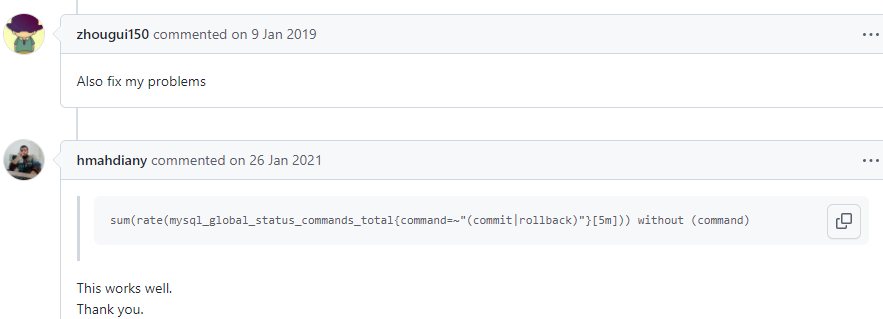 zhougui150 commented on 9 Jan 2019
Also fix my problems
hmahdiany commented on 26 Jan 2021
sum(rate(mysql_global_status_commands_total{command=~"(commit|rollback)"}[5m])) without (command)
This works well.
Thank you.